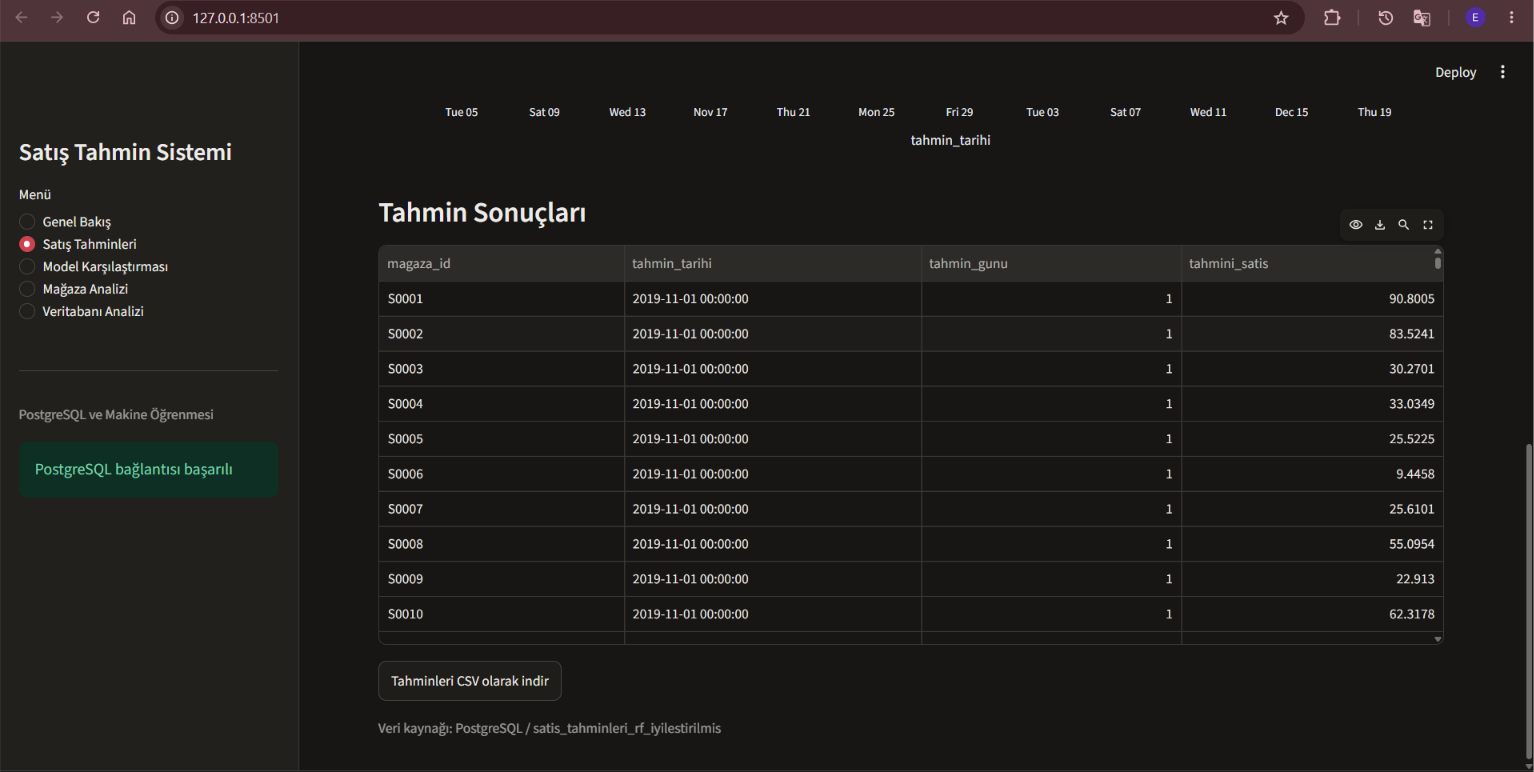 127.0.0.1:8501
E
Deploy
Tue 05 Sat 09 Wed 13 Nov 17 Thu 21 Mon 25 Fri 29 Tue 03 Sat 07 Wed 11 Dec 15 Thu 19
tahmin_tarihi
Satış Tahmin Sistemi
Menü
Genel Bakış
Satış Tahminleri
Model Karşılaştırması
Mağaza Analizi
Veritabanı Analizi
PostgreSQL ve Makine Öğrenmesi
PostgreSQL bağlantısı başarılı
Tahmin Sonuçları
magaza_id tahmin_tarihi tahmin_gunu tahmini_satis
S0001 2019-11-01 00:00:00 1 90.8005
S0002 2019-11-01 00:00:00 1 83.5241
S0003 2019-11-01 00:00:00 1 30.2701
S0004 2019-11-01 00:00:00 1 33.0349
S0005 2019-11-01 00:00:00 1 25.5225
S0006 2019-11-01 00:00:00 1 9.4458
S0007 2019-11-01 00:00:00 1 25.6101
S0008 2019-11-01 00:00:00 1 55.0954
S0009 2019-11-01 00:00:00 1 22.913
S0010 2019-11-01 00:00:00 1 62.3178
Tahminleri CSV olarak indir
Veri kaynağı: PostgreSQL / satis_tahminleri_rf_iyilestirilmis